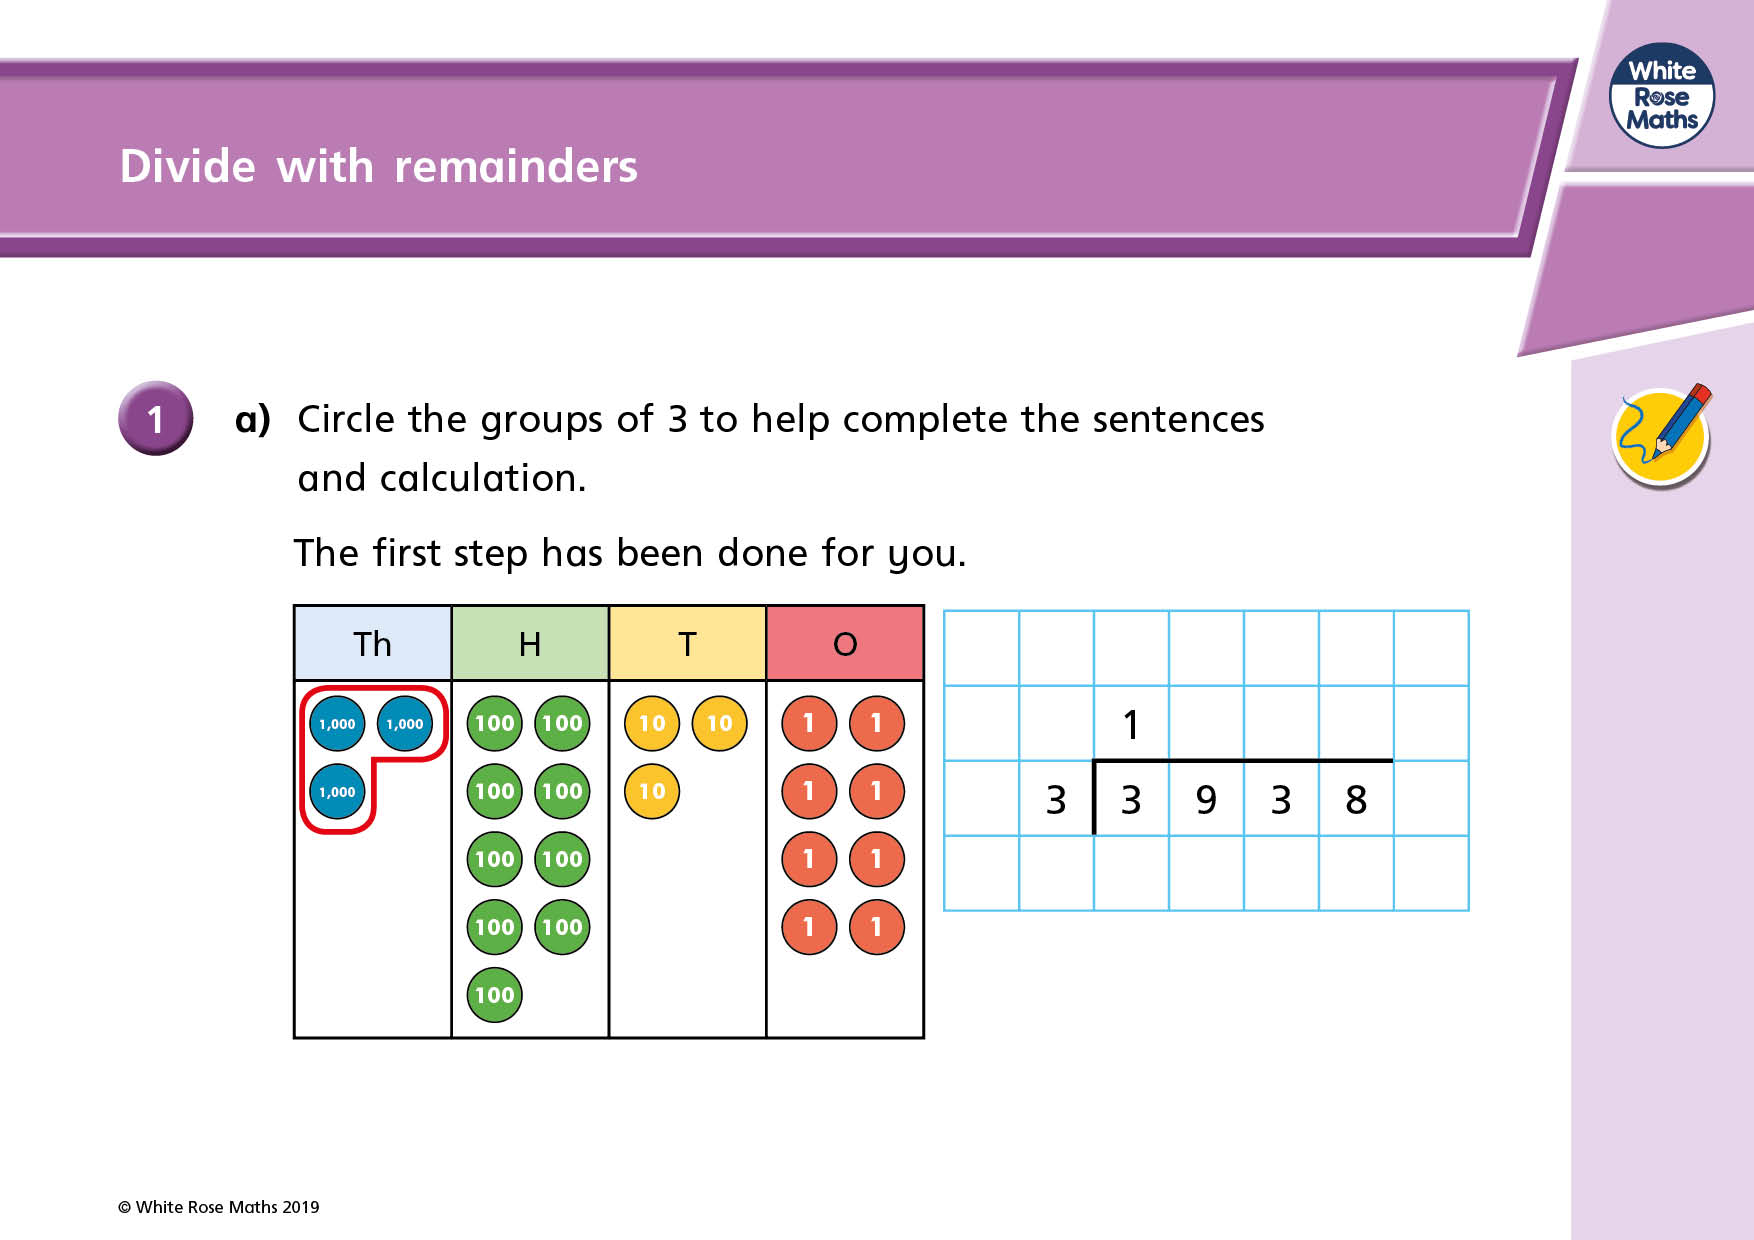 White
Rose
Maths
Divide with remainders
1 a) Circle the groups of 3 to help complete the sentences
and calculation.
The first step has been done for you.
Th H T O
1,000 1,000 100 100 10 10 1 1
1,000 100 100 10 1 1
100 100 1 1
100 100 1 1
100
1
3 3 9 3 8
© White Rose Maths 2019